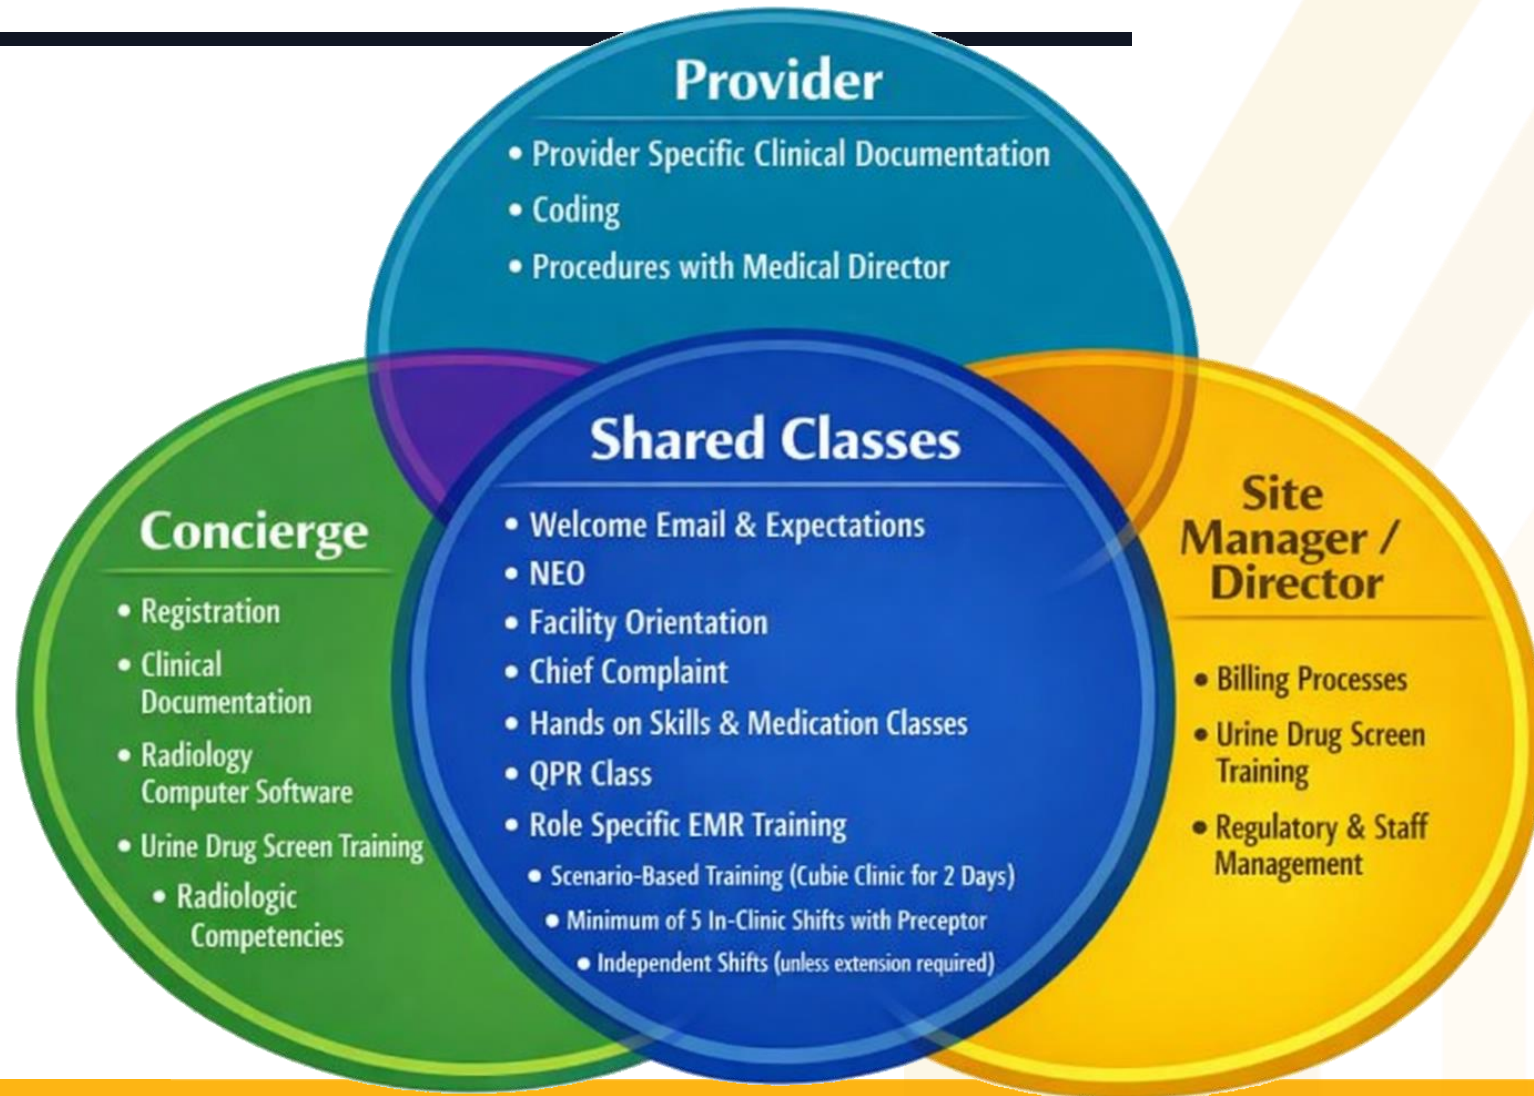 Provider
• Provider Specific Clinical Documentation
• Coding
• Procedures with Medical Director
Shared Classes
• Welcome Email & Expectations
• NEO
• Facility Orientation
• Chief Complaint
• Hands on Skills & Medication Classes
• QPR Class
• Role Specific EMR Training
• Scenario-Based Training (Cubie Clinic for 2 Days)
• Minimum of 5 In-Clinic Shifts with Preceptor
• Independent Shifts (unless extension required)
Concierge
• Registration
• Clinical
Documentation
• Radiology
Computer Software
• Urine Drug Screen Training
• Radiologic
Competencies
Site
Manager /
Director
• Billing Processes
• Urine Drug Screen
Training
• Regulatory & Staff
Management